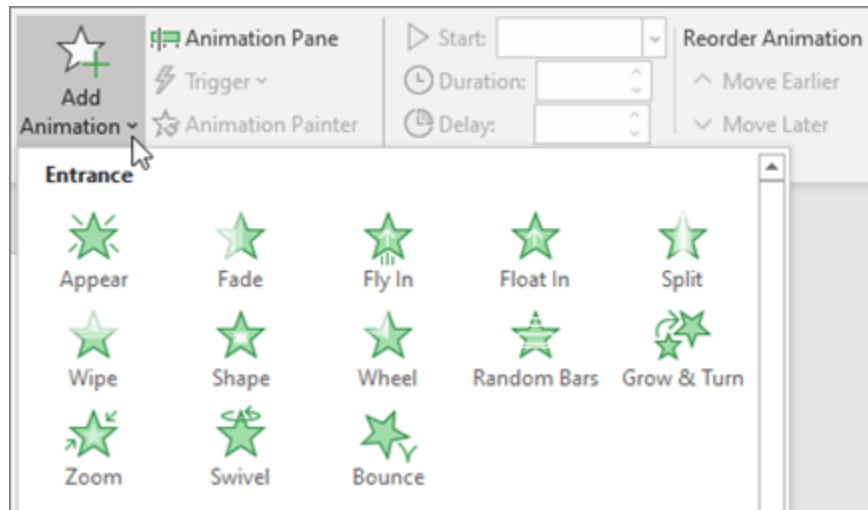 Add
Animation
Animation Pane
Trigger
Animation Painter
Start:
Duration:
Delay:
Reorder Animation
Move Earlier
Move Later
Entrance
Appear
Fade
Fly In
Float In
Split
Wipe
Shape
Wheel
Random Bars
Grow & Turn
Zoom
Swivel
Bounce